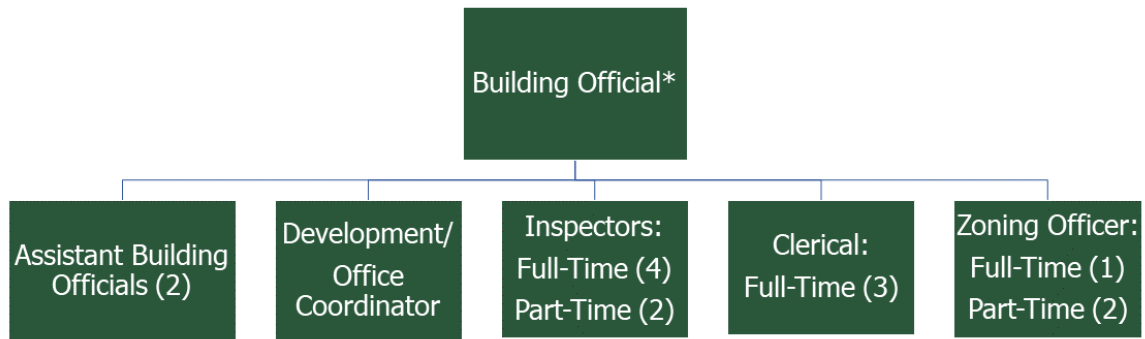 Building Official*
Assistant Building
Officials (2)
Development/
Office
Coordinator
Inspectors:
Full-Time (4)
Part-Time (2)
Clerical:
Full-Time (3)
Zoning Officer:
Full-Time (1)
Part-Time (2)